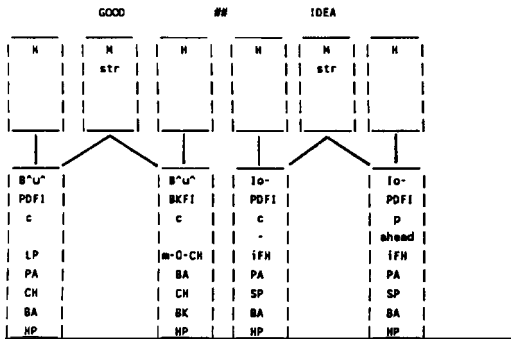 GOOD ## IDEA
H M H H M H
str str
B^u^ B^u^ Io- Io-
PDFI BKFI PDFI PDFI
c c c p
- ahead
LP m-O-CH iFH iFH
PA BA PA PA
CH CH SP SP
BA BK BA BA
HP HP HP HP